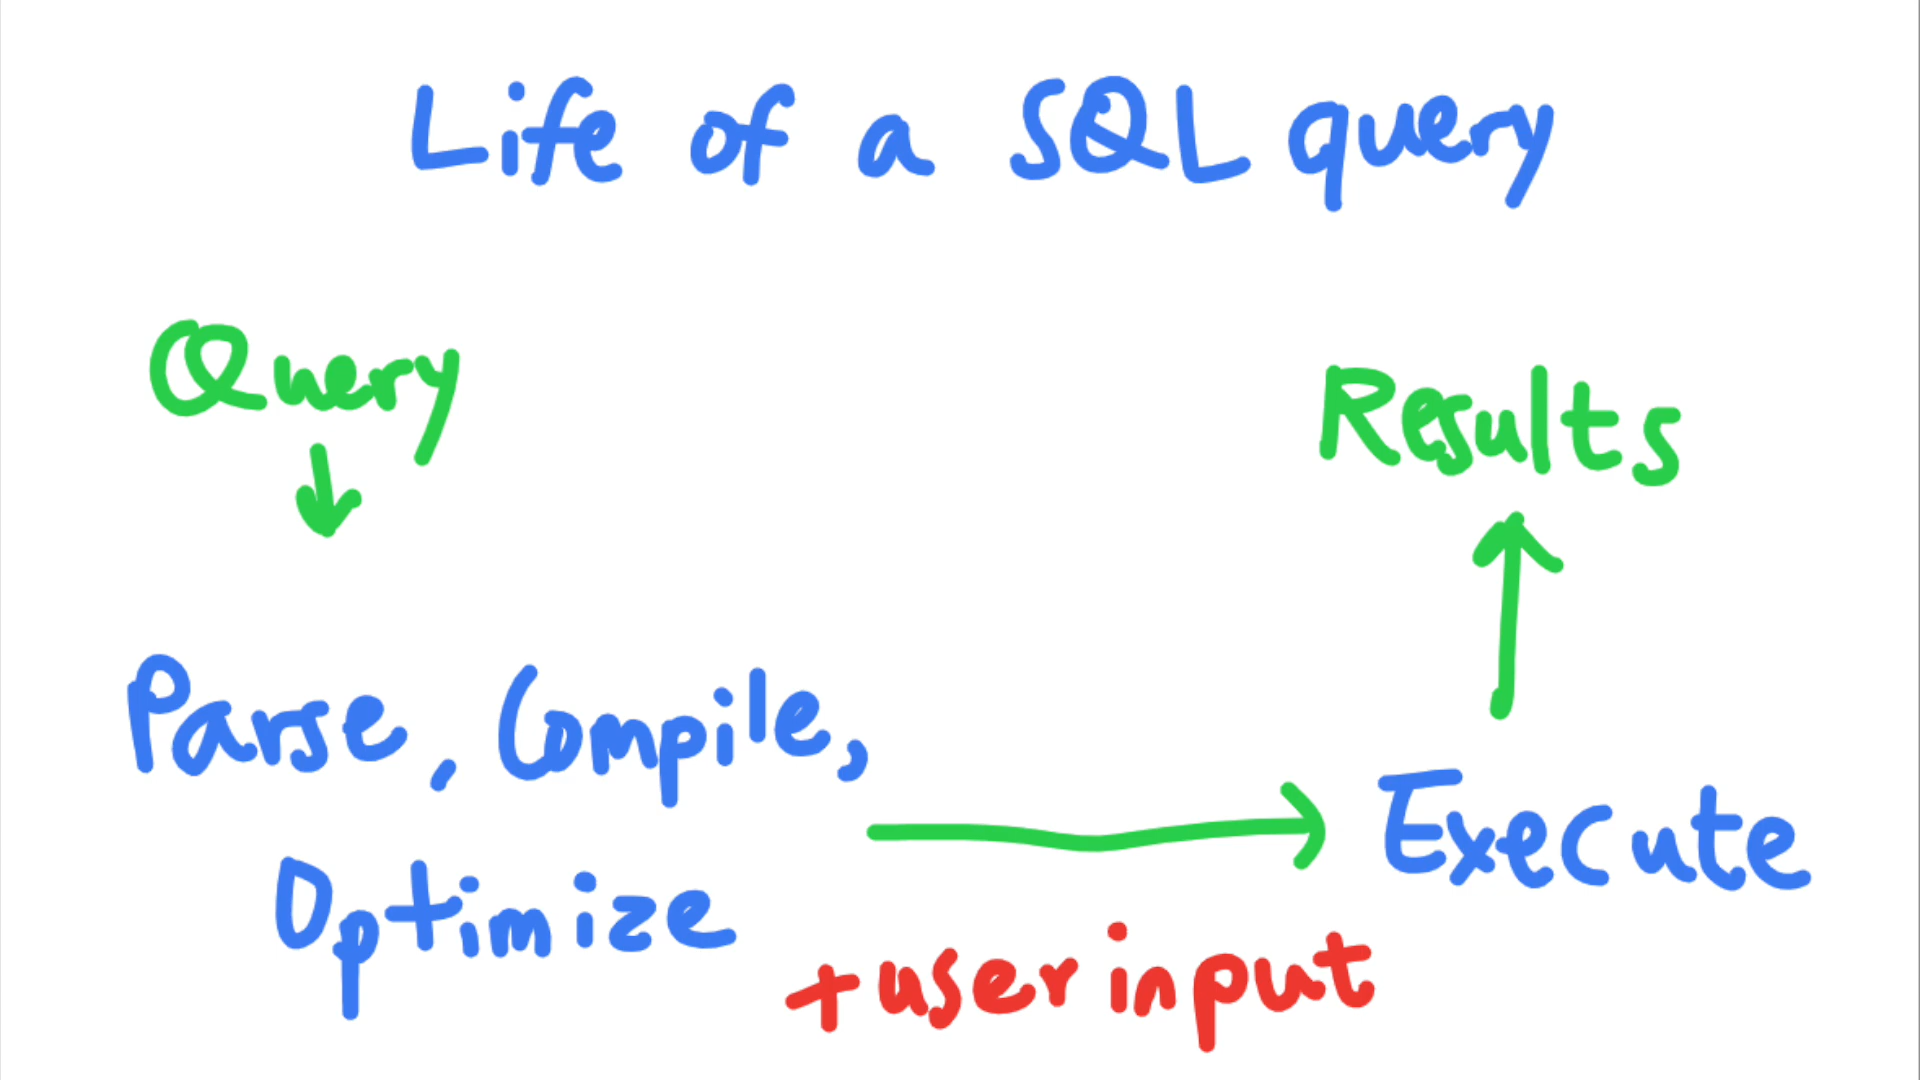 Life of a SQL query
Query
Results
Parse, Compile,
Optimize
Execute
+user input